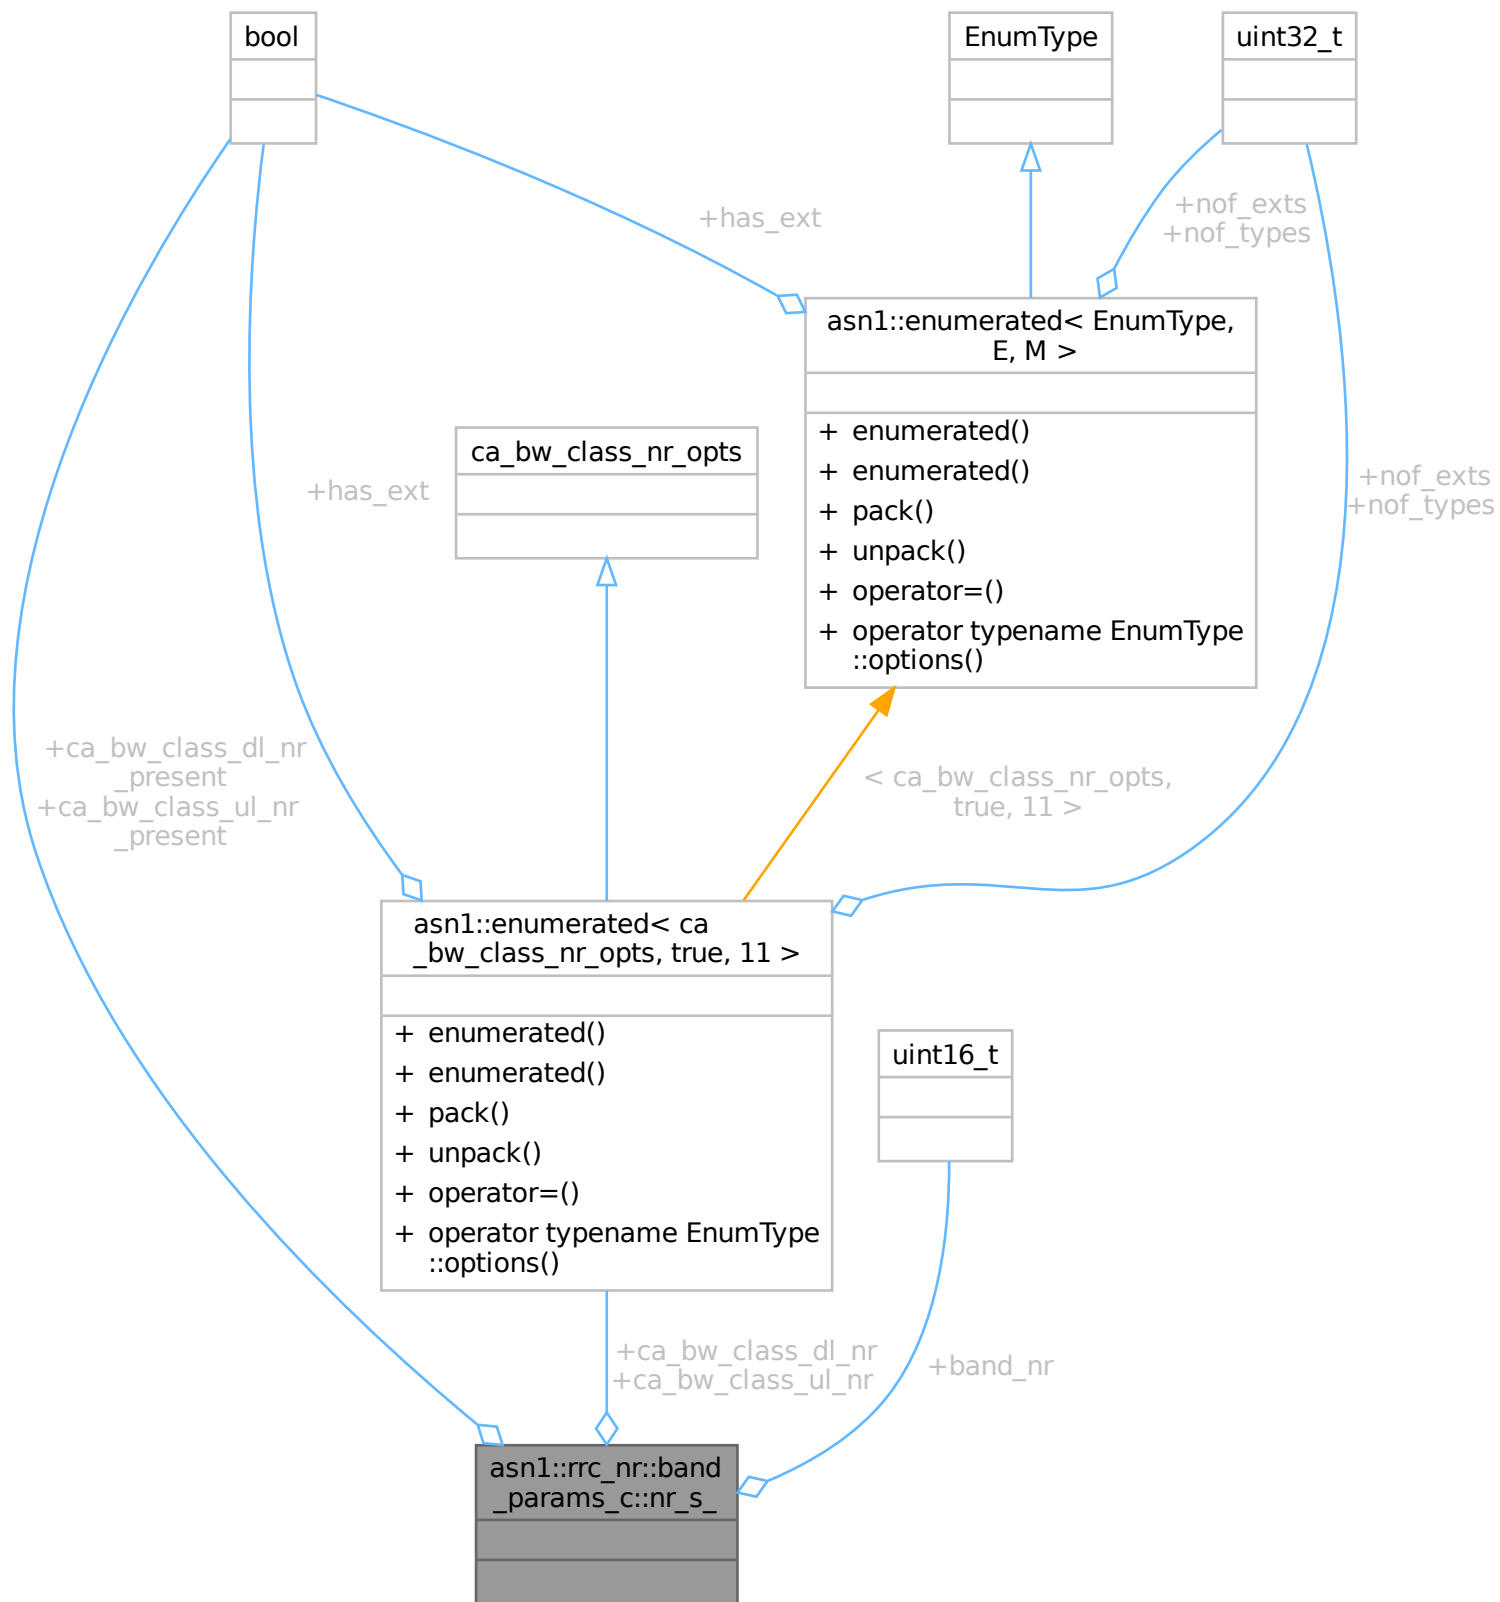 bool
EnumType
uint32_t
+has_ext
+nof_exts
+nof_types
asn1::enumerated< EnumType,
E, M >
+ enumerated()
+ enumerated()
+ pack()
+ unpack()
+ operator=()
+ operator typename EnumType
::options()
ca_bw_class_nr_opts
+has_ext
+nof_exts
+nof_types
+ca_bw_class_dl_nr
_present
+ca_bw_class_ul_nr
_present
< ca_bw_class_nr_opts,
true, 11 >
asn1::enumerated< ca
_bw_class_nr_opts, true, 11 >
+ enumerated()
+ enumerated()
+ pack()
+ unpack()
+ operator=()
+ operator typename EnumType
::options()
uint16_t
+ca_bw_class_dl_nr
+ca_bw_class_ul_nr
+band_nr
asn1::rrc_nr::band
_params_c::nr_s_